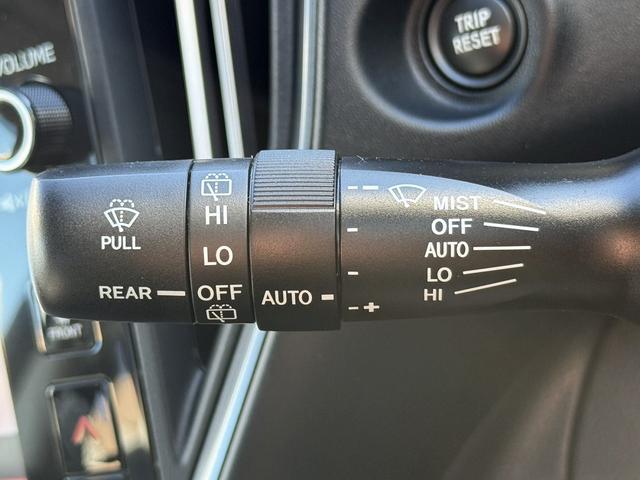 VOLUME
TRIP
RESET
PULL
REAR
HI
LO
OFF
AUTO
- +
MIST
OFF
AUTO
LO
HI
FRONT